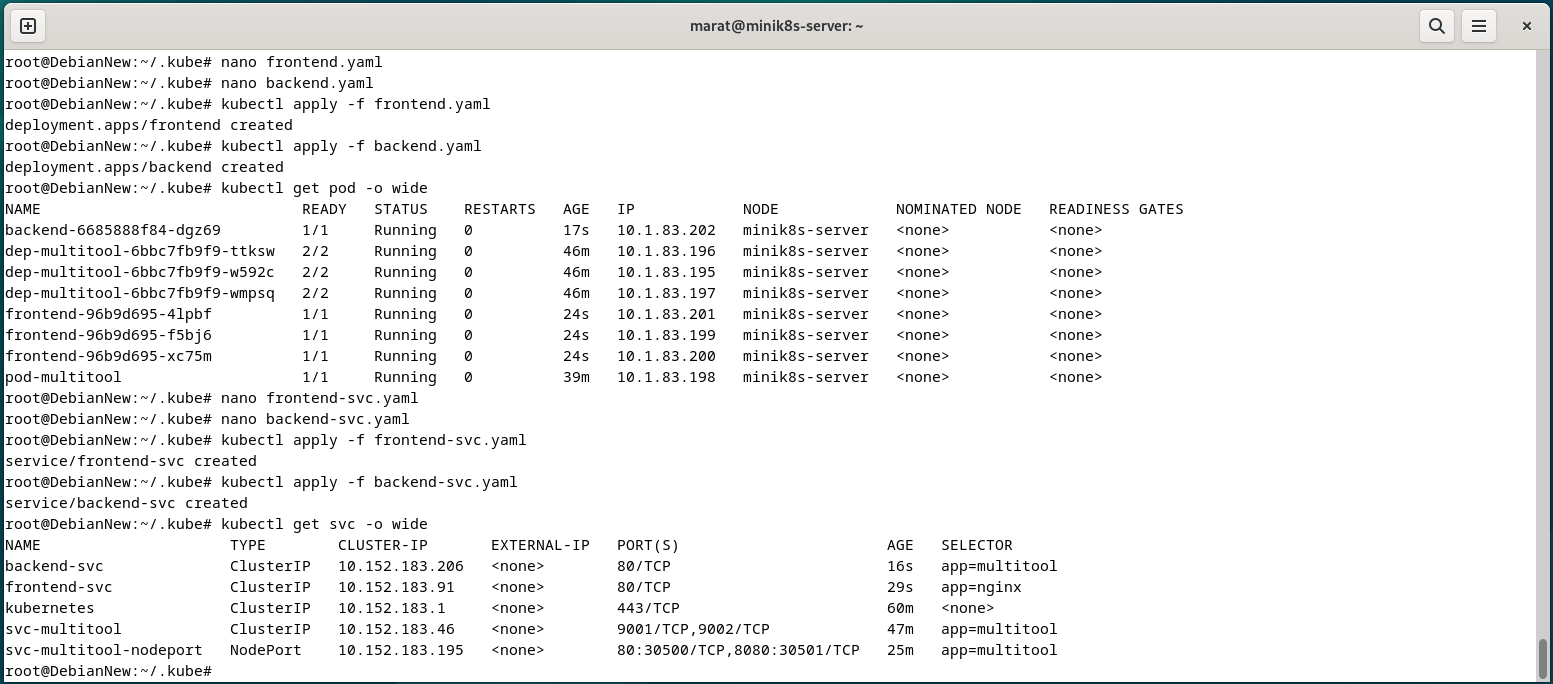 marat@minik8s-server: ~
root@DebianNew:~/.kube# nano frontend.yaml
root@DebianNew:~/.kube# nano backend.yaml
root@DebianNew:~/.kube# kubectl apply -f frontend.yaml
deployment.apps/frontend created
root@DebianNew:~/.kube# kubectl apply -f backend.yaml
deployment.apps/backend created
root@DebianNew:~/.kube# kubectl get pod -o wide
NAME                             READY   STATUS    RESTARTS   AGE   IP            NODE             NOMINATED NODE   READINESS GATES
backend-6685888f84-dgz69         1/1     Running   0          17s   10.1.83.202   minik8s-server   <none>           <none>
dep-multitool-6bbc7fb9f9-ttksw   2/2     Running   0          46m   10.1.83.196   minik8s-server   <none>           <none>
dep-multitool-6bbc7fb9f9-w592c   2/2     Running   0          46m   10.1.83.195   minik8s-server   <none>           <none>
dep-multitool-6bbc7fb9f9-wmpsq   2/2     Running   0          46m   10.1.83.197   minik8s-server   <none>           <none>
frontend-96b9d695-4lpbf          1/1     Running   0          24s   10.1.83.201   minik8s-server   <none>           <none>
frontend-96b9d695-f5bj6          1/1     Running   0          24s   10.1.83.199   minik8s-server   <none>           <none>
frontend-96b9d695-xc75m          1/1     Running   0          24s   10.1.83.200   minik8s-server   <none>           <none>
pod-multitool                    1/1     Running   0          39m   10.1.83.198   minik8s-server   <none>           <none>
root@DebianNew:~/.kube# nano frontend-svc.yaml
root@DebianNew:~/.kube# nano backend-svc.yaml
root@DebianNew:~/.kube# kubectl apply -f frontend-svc.yaml
service/frontend-svc created
root@DebianNew:~/.kube# kubectl apply -f backend-svc.yaml
service/backend-svc created
root@DebianNew:~/.kube# kubectl get svc -o wide
NAME                     TYPE        CLUSTER-IP       EXTERNAL-IP   PORT(S)                       AGE   SELECTOR
backend-svc              ClusterIP   10.152.183.206   <none>        80/TCP                        16s   app=multitool
frontend-svc             ClusterIP   10.152.183.91    <none>        80/TCP                        29s   app=nginx
kubernetes               ClusterIP   10.152.183.1     <none>        443/TCP                       60m   <none>
svc-multitool            ClusterIP   10.152.183.46    <none>        9001/TCP,9002/TCP             47m   app=multitool
svc-multitool-nodeport   NodePort    10.152.183.195   <none>        80:30500/TCP,8080:30501/TCP   25m   app=multitool
root@DebianNew:~/.kube#